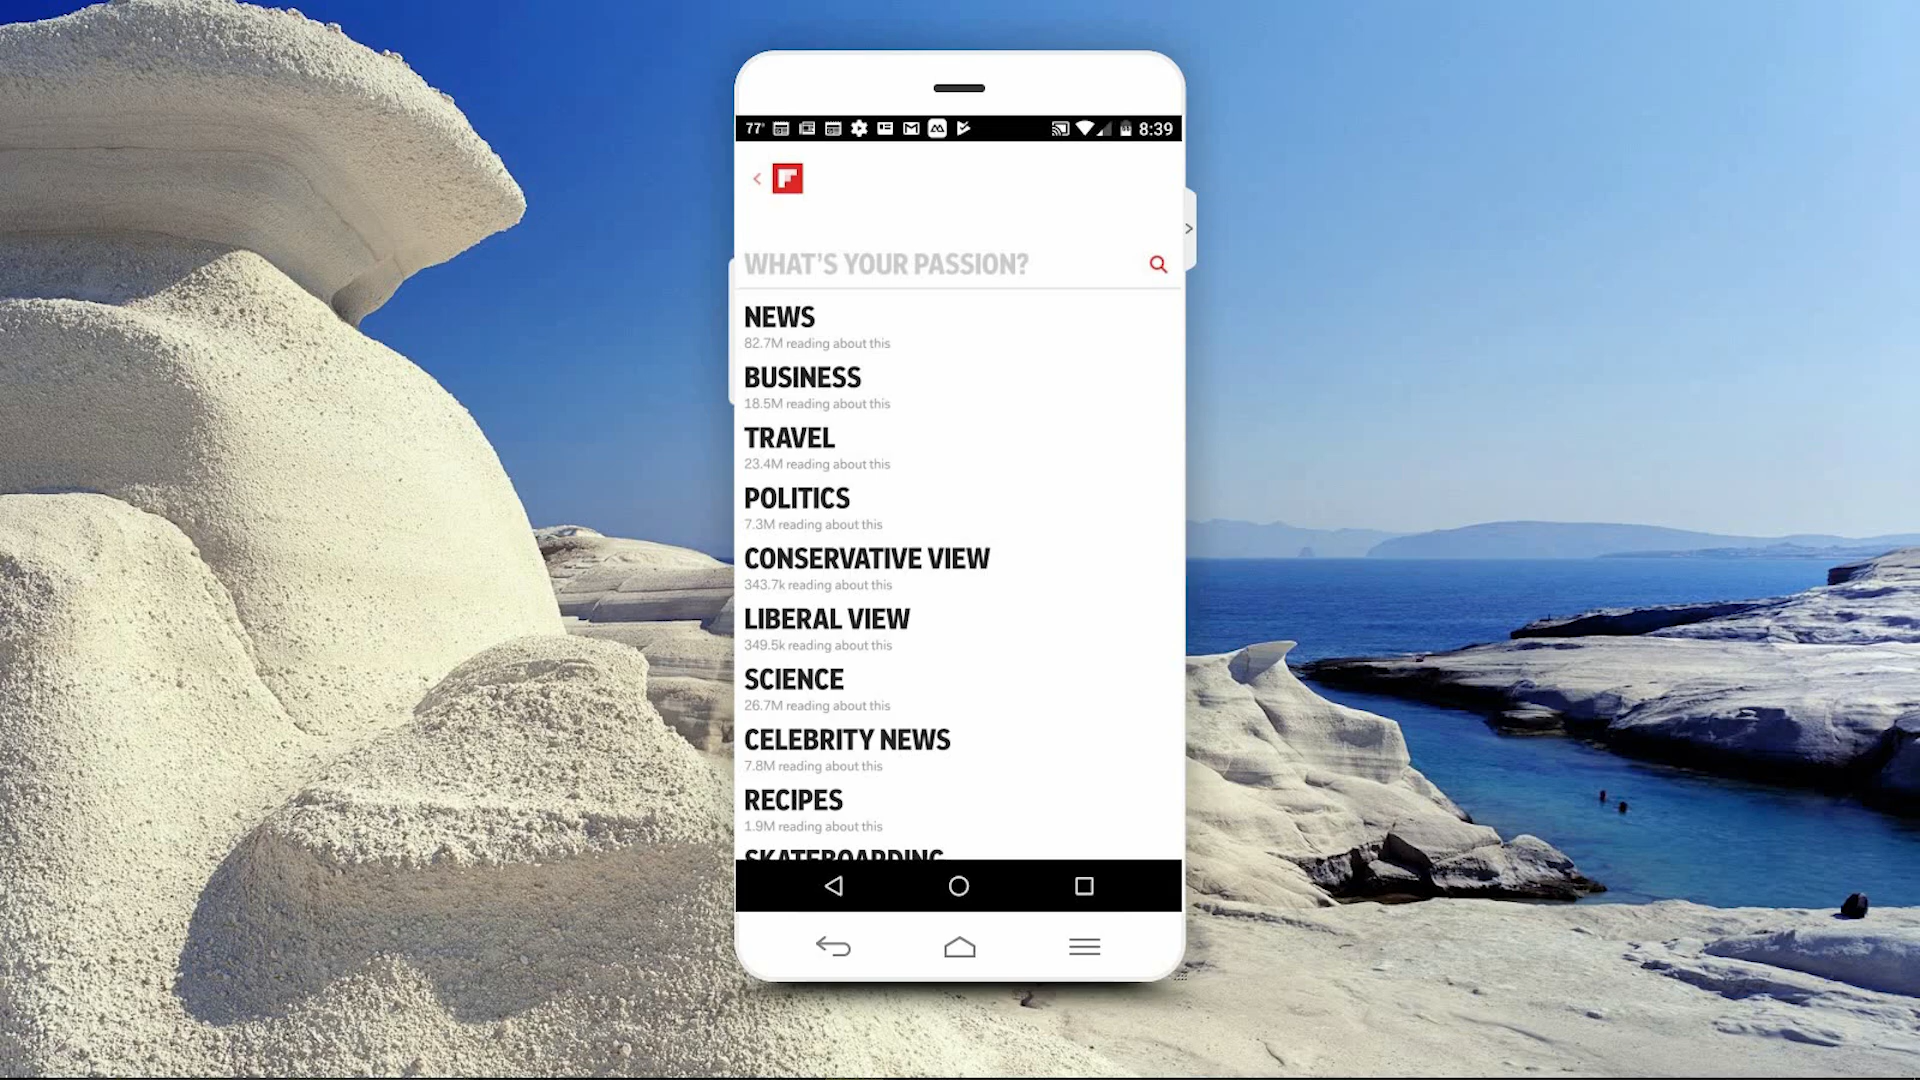 77° 8:39
WHAT'S YOUR PASSION?
NEWS
82.7M reading about this
BUSINESS
18.5M reading about this
TRAVEL
23.4M reading about this
POLITICS
7.3M reading about this
CONSERVATIVE VIEW
343.7k reading about this
LIBERAL VIEW
349.5k reading about this
SCIENCE
26.7M reading about this
CELEBRITY NEWS
7.8M reading about this
RECIPES
1.9M reading about this
SKATEBOARDING